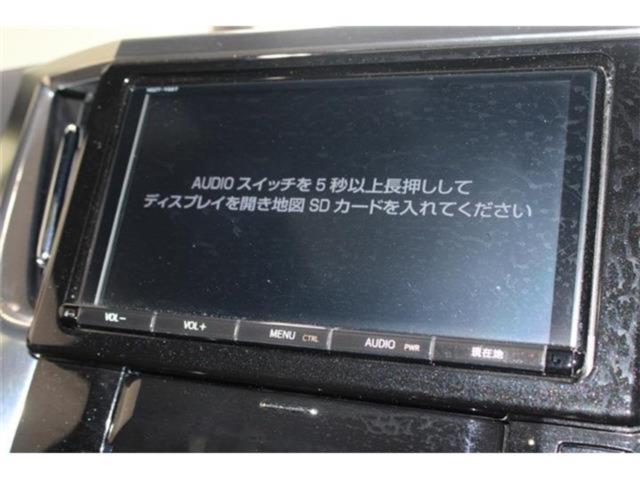 AUDIO スイッチを 5 秒以上長押しして
ディスプレイを開き地図 SD カードを入れてください
VOL－
VOL＋
MENU CTRL
AUDIO PWR
現在地